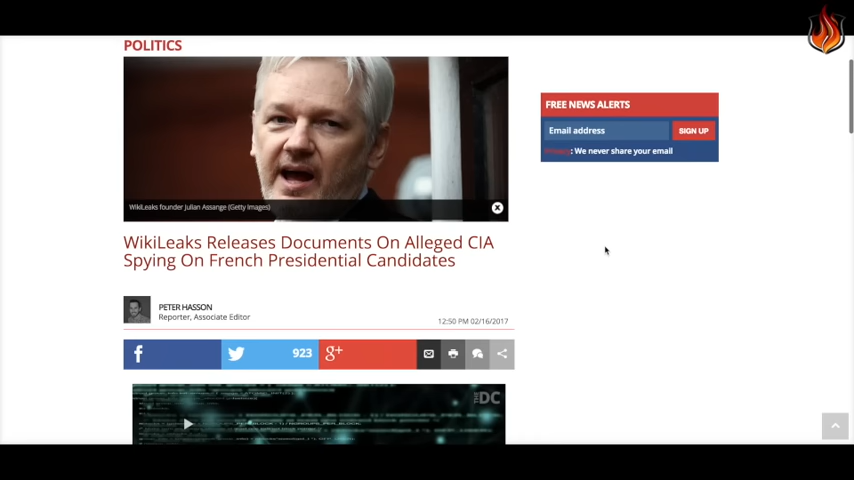 POLITICS
WikiLeaks founder Julian Assange (Getty Images)
WikiLeaks Releases Documents On Alleged CIA
Spying On French Presidential Candidates
PETER HASSON
Reporter, Associate Editor
12:50 PM 02/16/2017
923
g+
THE DC
FREE NEWS ALERTS
Email address
SIGN UP
: We never share your email